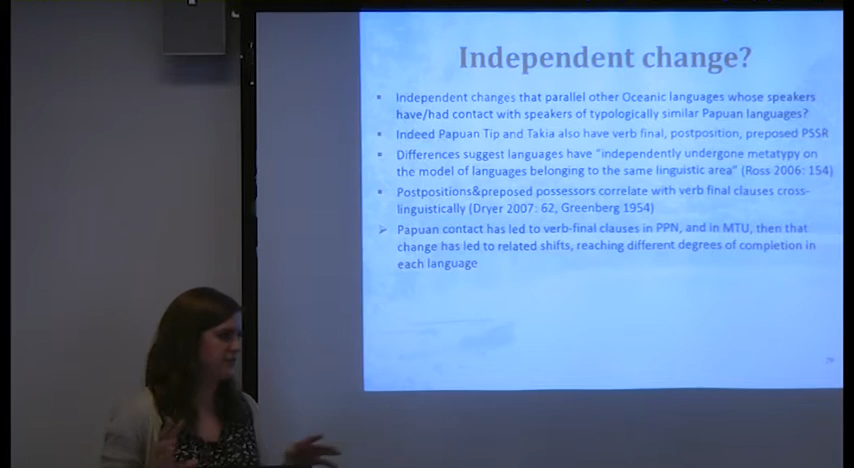 Independent change?
• Independent changes that parallel other Oceanic languages whose speakers
have/had contact with speakers of typologically similar Papuan languages?
• Indeed Papuan Tip and Takia also have verb final, postposition, preposed PSSR
• Differences suggest languages have "independently undergone metatypy on
the model of languages belonging to the same linguistic area" (Ross 2006: 154)
• Postpositions&preposed possessors correlate with verb final clauses cross-
linguistically (Dryer 2007: 62, Greenberg 1954)
➢ Papuan contact has led to verb-final clauses in PPN, and in MTU, then that
change has led to related shifts, reaching different degrees of completion in
each language